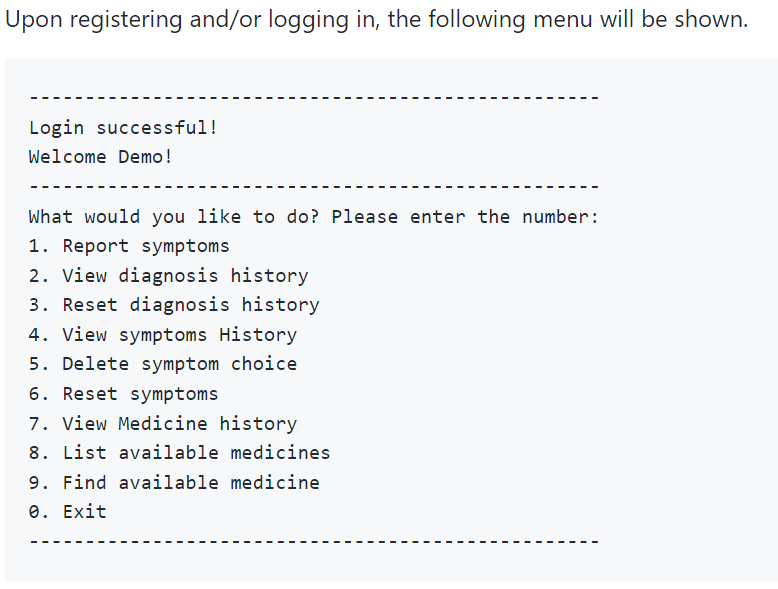 Upon registering and/or logging in, the following menu will be shown.
---------------------------------------------------
Login successful!
Welcome Demo!
---------------------------------------------------
What would you like to do? Please enter the number:
1. Report symptoms
2. View diagnosis history
3. Reset diagnosis history
4. View symptoms History
5. Delete symptom choice
6. Reset symptoms
7. View Medicine history
8. List available medicines
9. Find available medicine
0. Exit
---------------------------------------------------